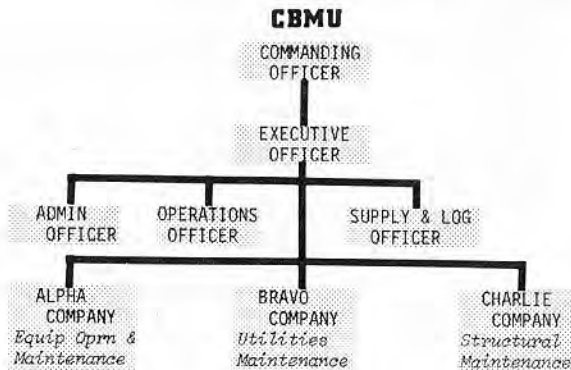 CBMU
COMMANDING
OFFICER
EXECUTIVE
OFFICER
ADMIN
OFFICER
OPERATIONS
OFFICER
SUPPLY & LOG
OFFICER
ALPHA
COMPANY
Equip Oprn &
Maintenance
BRAVO
COMPANY
Utilities
Maintenance
CHARLIE
COMPANY
Structural
Maintenance